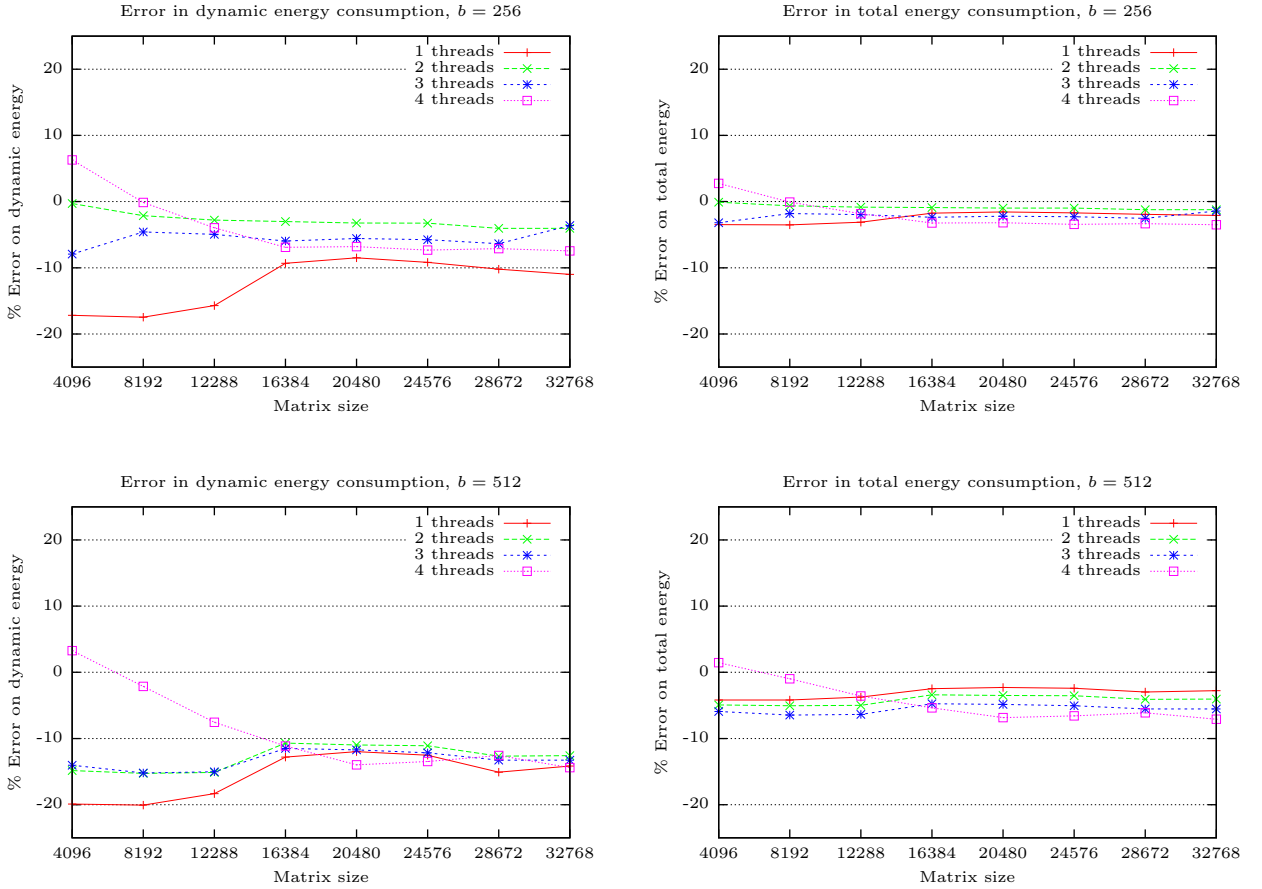 Error in dynamic energy consumption, b = 256
% Error on dynamic energy
20
10
0
-10
-20
1 threads
2 threads
3 threads
4 threads
4096 8192 12288 16384 20480 24576 28672 32768
Matrix size
Error in total energy consumption, b = 256
% Error on total energy
20
10
0
-10
-20
1 threads
2 threads
3 threads
4 threads
4096 8192 12288 16384 20480 24576 28672 32768
Matrix size
Error in dynamic energy consumption, b = 512
% Error on dynamic energy
20
10
0
-10
-20
1 threads
2 threads
3 threads
4 threads
4096 8192 12288 16384 20480 24576 28672 32768
Matrix size
Error in total energy consumption, b = 512
% Error on total energy
20
10
0
-10
-20
1 threads
2 threads
3 threads
4 threads
4096 8192 12288 16384 20480 24576 28672 32768
Matrix size